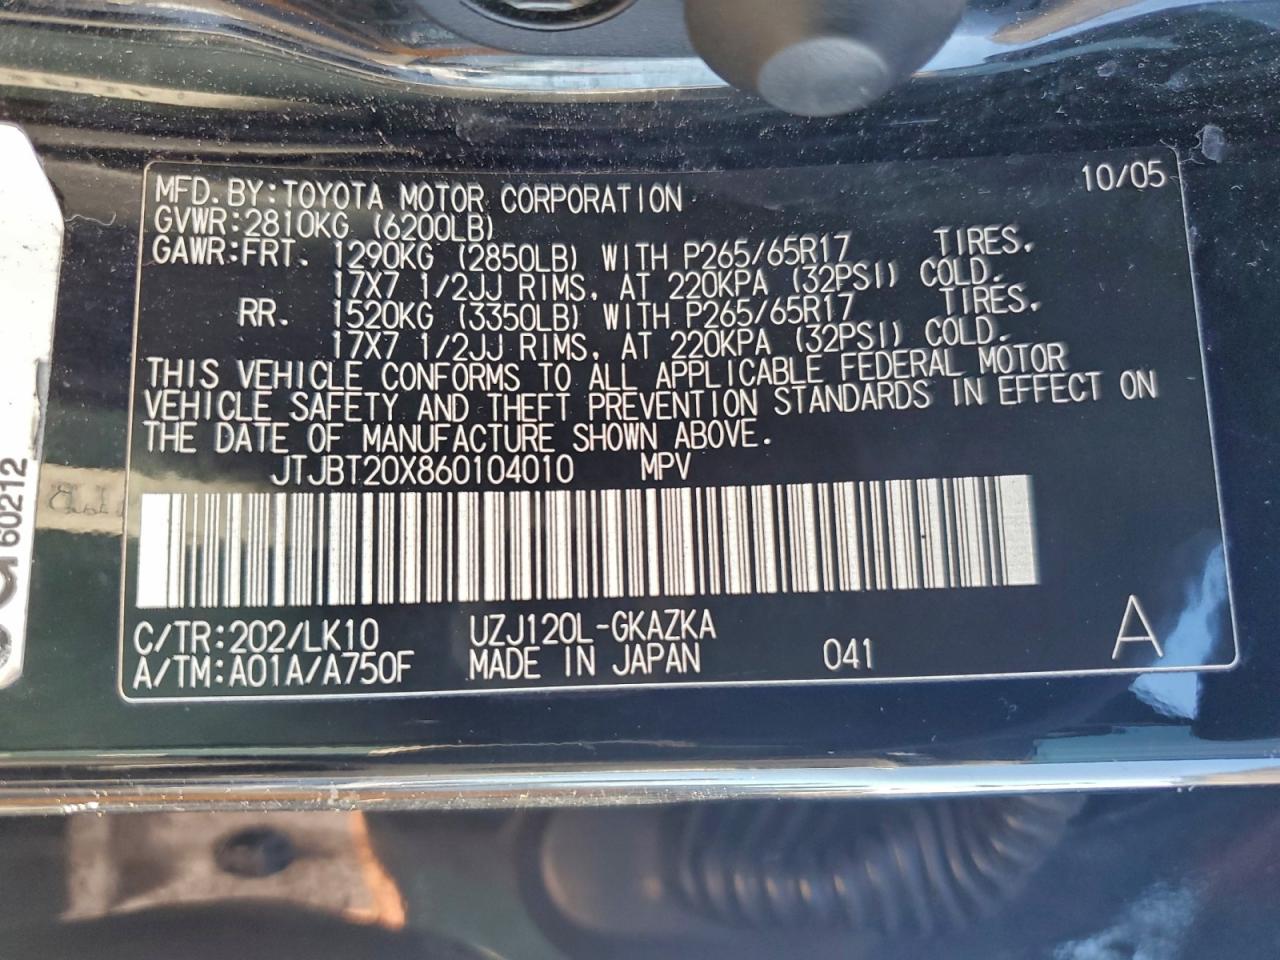 MFD. BY: TOYOTA MOTOR CORPORATION 10/05
GVWR: 2810KG (6200LB)
GAWR: FRT. 1290KG (2850LB) WITH P265/65R17 TIRES.
17X7 1/2JJ RIMS, AT 220KPA (32PSI) COLD.
RR. 1520KG (3350LB) WITH P265/65R17 TIRES,
17X7 1/2JJ RIMS, AT 220KPA (32PSI) COLD.
THIS VEHICLE CONFORMS TO ALL APPLICABLE FEDERAL MOTOR
VEHICLE SAFETY AND THEFT PREVENTION STANDARDS IN EFFECT ON
THE DATE OF MANUFACTURE SHOWN ABOVE.
JTJBT20X860104010 MPV
C/TR: 202/LK10 UZJ120L-GKAZKA
A/TM: A01A/A750F MADE IN JAPAN 041 A
60212